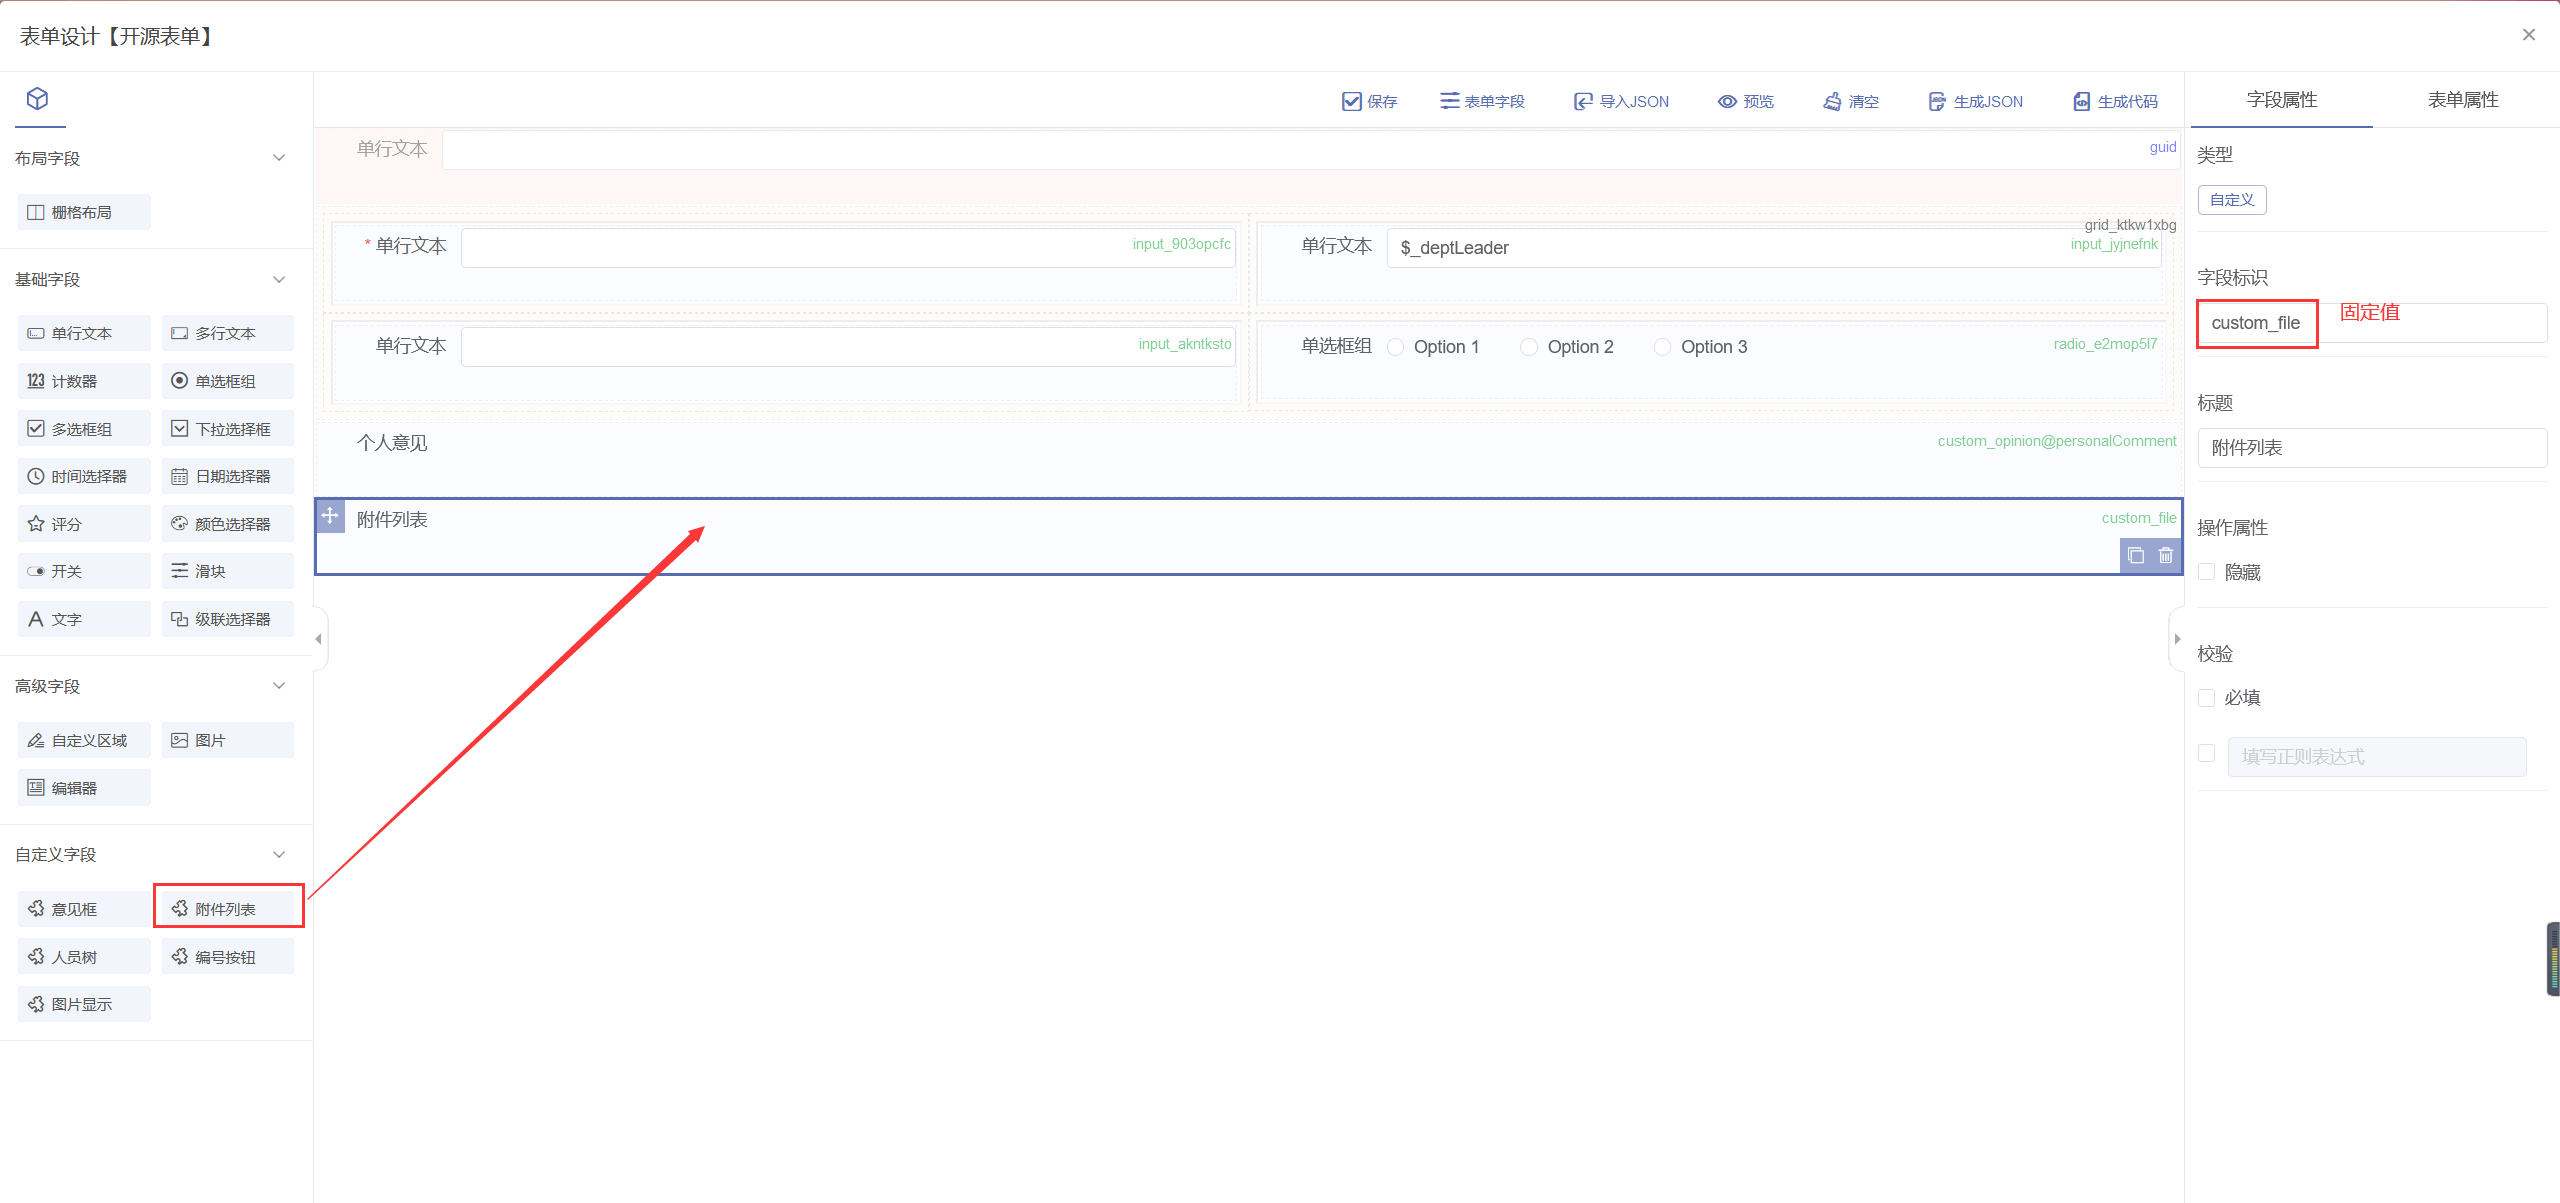 表单设计【开源表单】
保存
表单字段
导入JSON
预览
清空
生成JSON
生成代码
字段属性
表单属性
布局字段
栅格布局
基础字段
单行文本
多行文本
计数器
单选框组
多选框组
下拉选择框
时间选择器
日期选择器
评分
颜色选择器
开关
滑块
文字
级联选择器
高级字段
自定义区域
图片
编辑器
自定义字段
意见框
附件列表
人员树
编号按钮
图片显示
单行文本
guid
grid_ktkw1xbg
* 单行文本
input_903opcfc
单行文本
$_deptLeader
input_jyjnefnk
单行文本
input_akntksto
单选框组
Option 1
Option 2
Option 3
radio_e2mop5l7
个人意见
custom_opinion@personalComment
附件列表
custom_file
类型
自定义
字段标识
custom_file
固定值
标题
附件列表
操作属性
隐藏
校验
必填
填写正则表达式